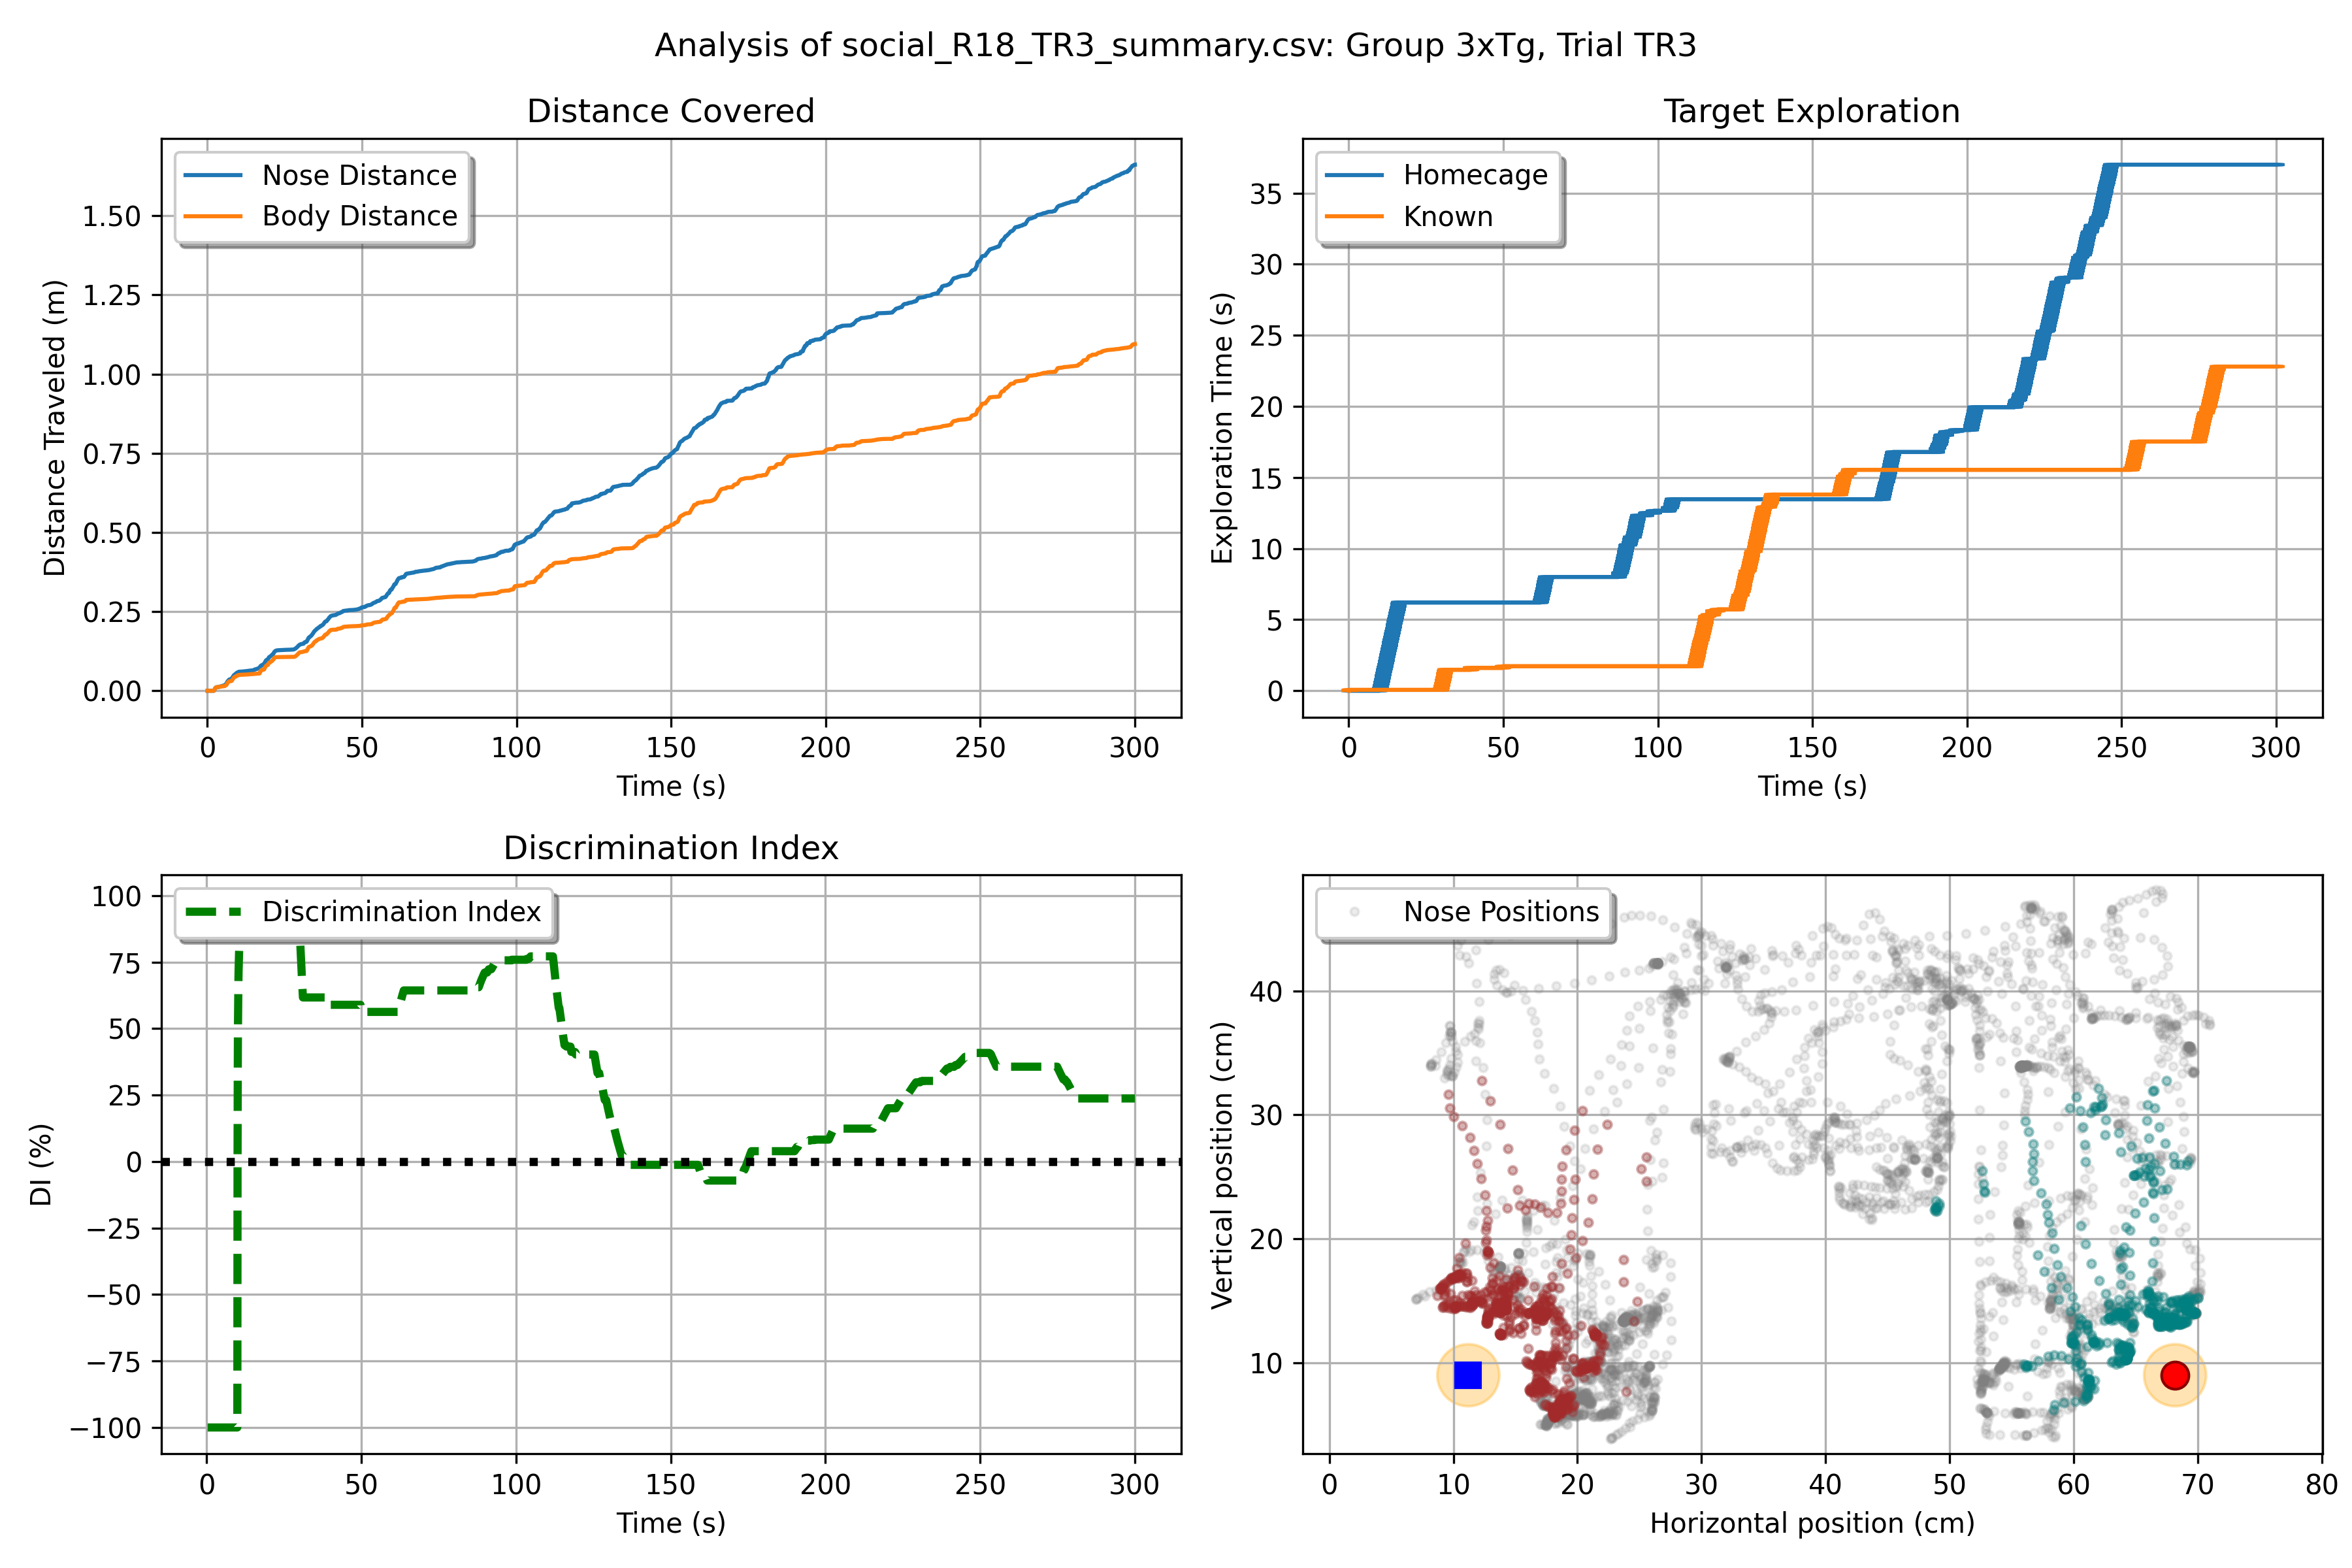 Analysis of social_R18_TR3_summary.csv: Group 3xTg, Trial TR3
Distance Covered
Nose Distance
Body Distance
Distance Traveled (m)
1.50
1.25
1.00
0.75
0.50
0.25
0.00
0 50 100 150 200 250 300
Time (s)
Target Exploration
Homecage
Known
Exploration Time (s)
35
30
25
20
15
10
5
0
0 50 100 150 200 250 300
Time (s)
Discrimination Index
Discrimination Index
DI (%)
100
75
50
25
0
−25
−50
−75
−100
0 50 100 150 200 250 300
Time (s)
Nose Positions
Vertical position (cm)
40
30
20
10
0 10 20 30 40 50 60 70 80
Horizontal position (cm)